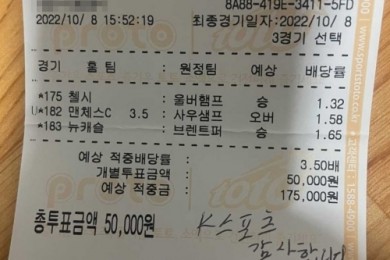 8A88-419E-3411-5FD
2022/10/ 8 15:52:19 최종경기일자:2022/10/ 8
3경기 선택
경기 홈 팀 원정팀 예상 배당률
*175 첼시 : 울버햄프 승 1.32
U*182 맨체스C 3.5 : 사우샘프 오버 1.58
*183 뉴캐슬 : 브렌트퍼 승 1.65
예상 적중배당률 3.50배
개별투표금액 50,000원
예상 적중금 175,000원
총투표금액 50,000원
K스포츠
감사합니다